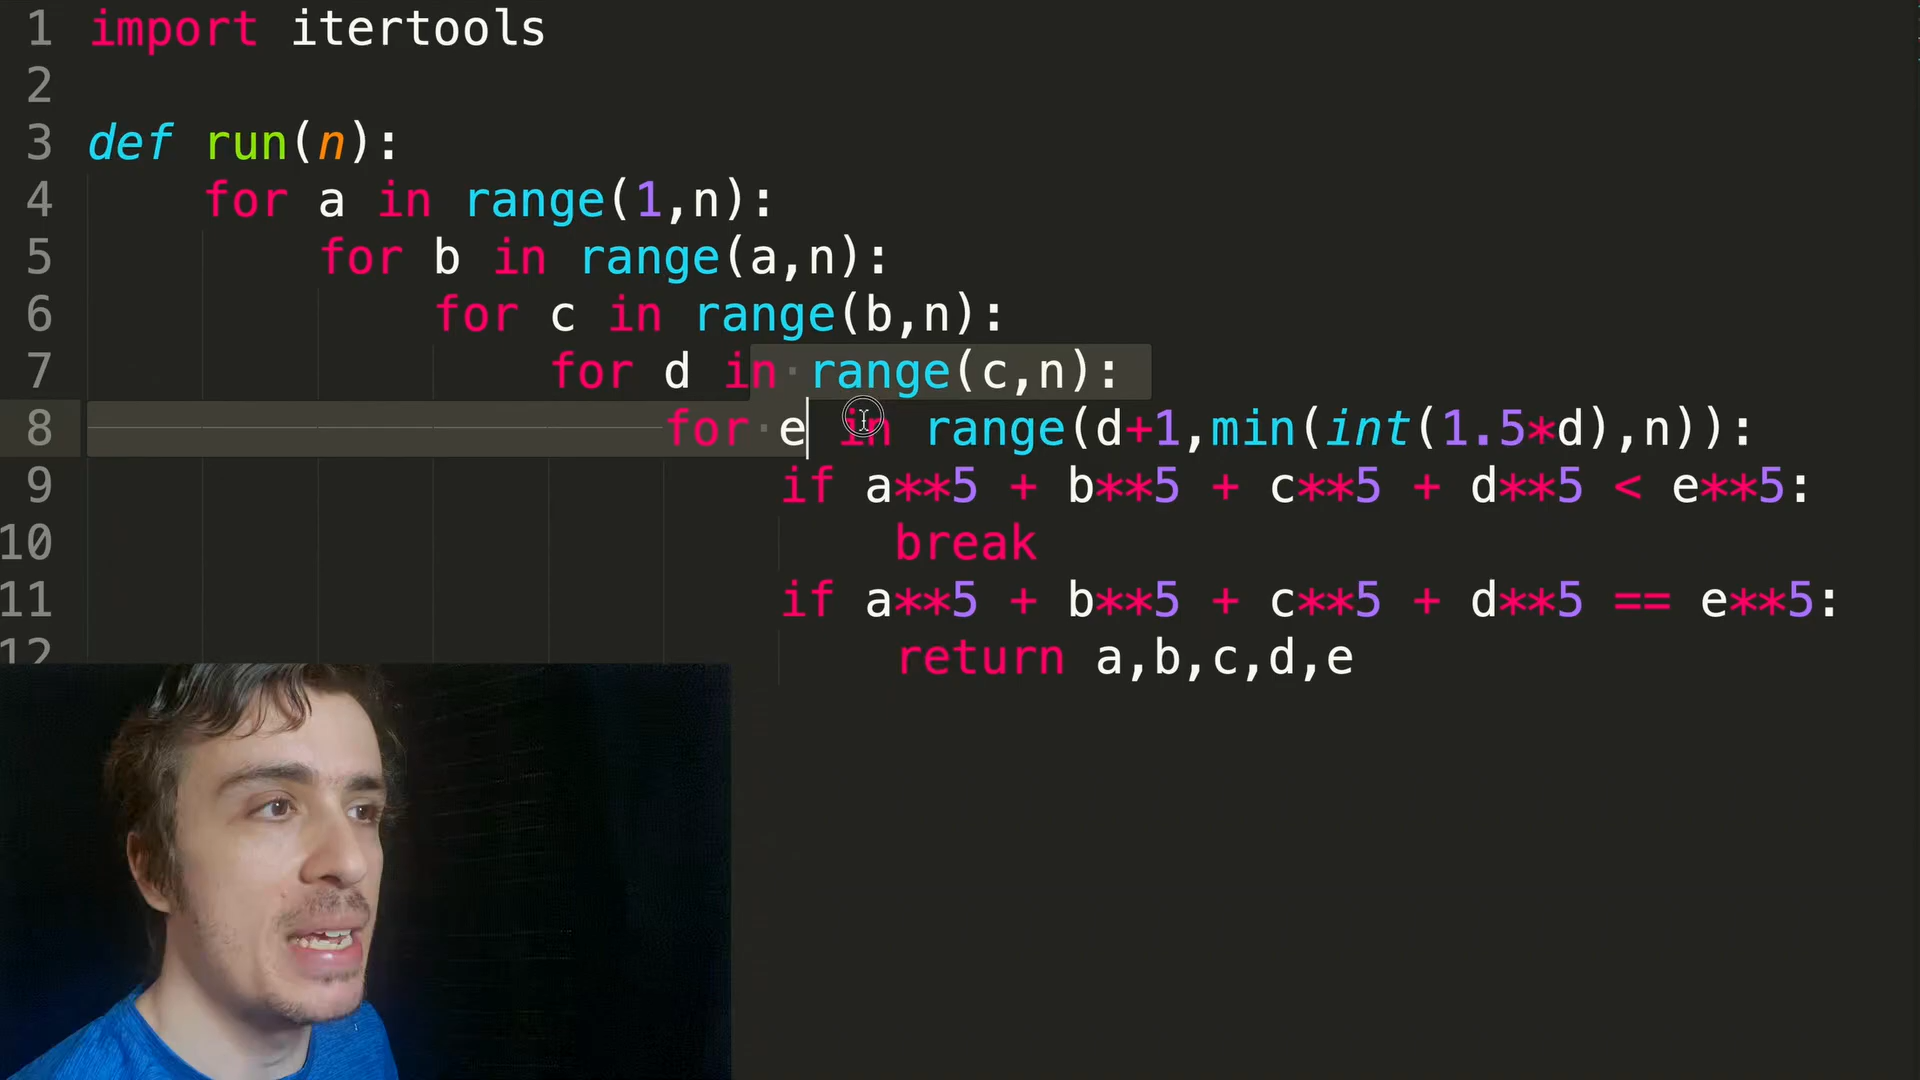 1 import itertools
2
3 def run(n):
4 for a in range(1,n):
5 for b in range(a,n):
6 for c in range(b,n):
7 for d in range(c,n):
8 for e in range(d+1,min(int(1.5*d),n)):
9 if a**5 + b**5 + c**5 + d**5 < e**5:
10 break
11 if a**5 + b**5 + c**5 + d**5 == e**5:
12 return a,b,c,d,e